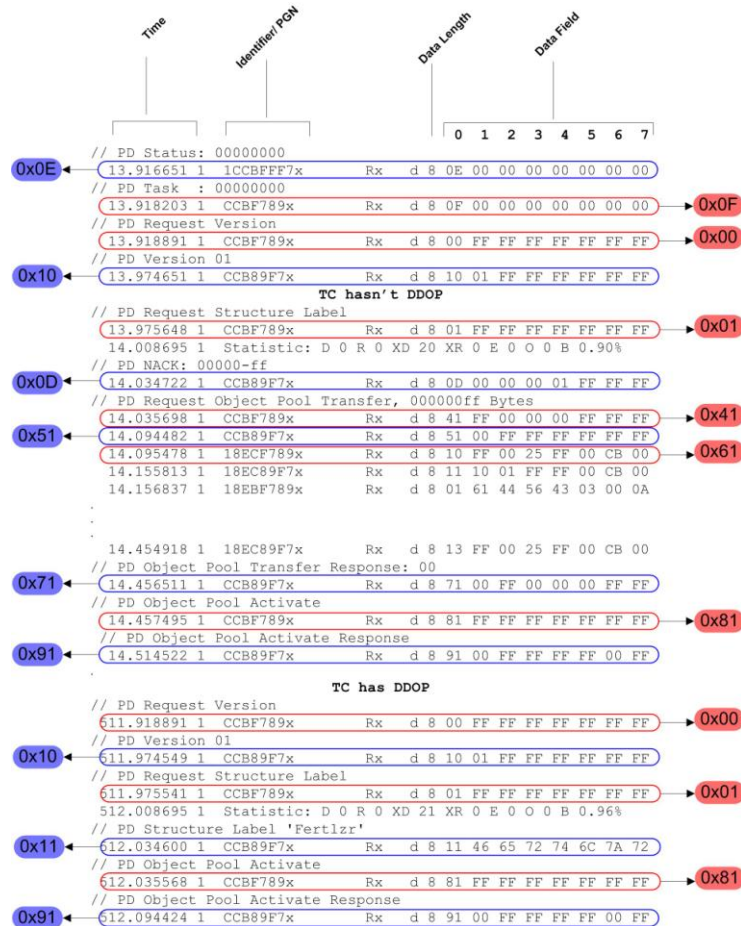 Time Identifier/ PGN Data Length Data Field
0 1 2 3 4 5 6 7
// PD Status: 00000000
0x0E 13.916651 1 1CCBFFF7x Rx d 8 0E 00 00 00 00 00 00 00
// PD Task : 00000000
13.918203 1 CCBF789x Rx d 8 0F 00 00 00 00 00 00 00 0x0F
// PD Request Version
13.918891 1 CCBF789x Rx d 8 00 FF FF FF FF FF FF FF 0x00
// PD Version 01
0x10 13.974651 1 CCB89F7x Rx d 8 10 01 FF FF FF FF FF FF
TC hasn't DDOP
// PD Request Structure Label
13.975648 1 CCBF789x Rx d 8 01 FF FF FF FF FF FF FF 0x01
14.008695 1 Statistic: D 0 R 0 XD 20 XR 0 E 0 O 0 B 0.90%
// PD NACK: 00000-ff
0x0D 14.034722 1 CCB89F7x Rx d 8 0D 00 00 00 01 FF FF FF
// PD Request Object Pool Transfer, 000000ff Bytes
14.035698 1 CCBF789x Rx d 8 41 FF 00 00 00 FF FF FF 0x41
0x51 14.094482 1 CCB89F7x Rx d 8 51 00 FF FF FF FF FF FF
14.095478 1 18ECF789x Rx d 8 10 FF 00 25 FF 00 CB 00 0x61
14.155813 1 18EC89F7x Rx d 8 11 10 01 FF FF 00 CB 00
14.156837 1 18EBF789x Rx d 8 01 61 44 56 43 03 00 0A
.
.
.
14.454918 1 18EC89F7x Rx d 8 13 FF 00 25 FF 00 CB 00
// PD Object Pool Transfer Response: 00
0x71 14.456511 1 CCB89F7x Rx d 8 71 00 FF 00 00 00 FF FF
// PD Object Pool Activate
14.457495 1 CCBF789x Rx d 8 81 FF FF FF FF FF FF FF 0x81
// PD Object Pool Activate Response
0x91 14.514522 1 CCB89F7x Rx d 8 91 00 FF FF FF FF 00 FF
.
TC has DDOP
// PD Request Version
511.918891 1 CCBF789x Rx d 8 00 FF FF FF FF FF FF FF 0x00
// PD Version 01
0x10 511.974549 1 CCB89F7x Rx d 8 10 01 FF FF FF FF FF FF
// PD Request Structure Label
511.975541 1 CCBF789x Rx d 8 01 FF FF FF FF FF FF FF 0x01
512.008695 1 Statistic: D 0 R 0 XD 21 XR 0 E 0 O 0 B 0.96%
// PD Structure Label 'Fertlzr'
0x11 512.034600 1 CCB89F7x Rx d 8 11 46 65 72 74 6C 7A 72
// PD Object Pool Activate
512.035568 1 CCBF789x Rx d 8 81 FF FF FF FF FF FF FF 0x81
// PD Object Pool Activate Response
0x91 512.094424 1 CCB89F7x Rx d 8 91 00 FF FF FF FF 00 FF